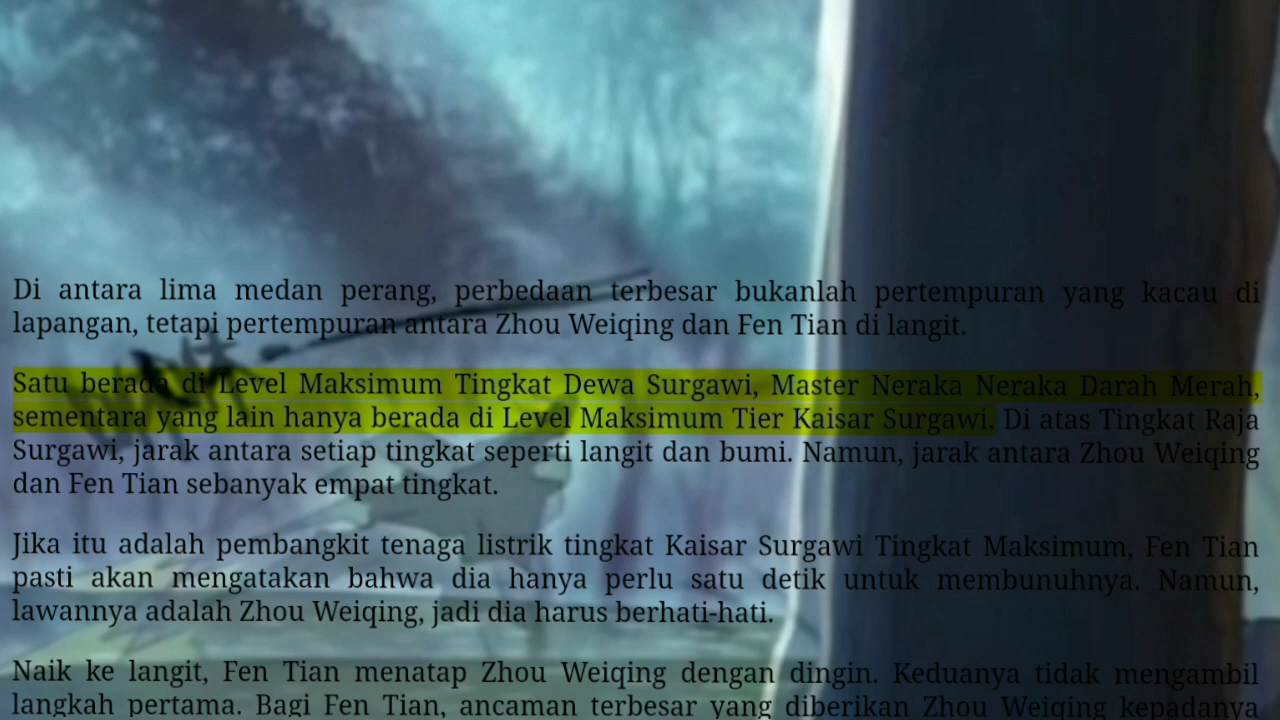 Di antara lima medan perang, perbedaan terbesar bukanlah pertempuran yang kacau di
lapangan, tetapi pertempuran antara Zhou Weiqing dan Fen Tian di langit.
Satu berada di Level Maksimum Tingkat Dewa Surgawi, Master Neraka Neraka Darah Merah,
sementara yang lain hanya berada di Level Maksimum Tier Kaisar Surgawi. Di atas Tingkat Raja
Surgawi, jarak antara setiap tingkat seperti langit dan bumi. Namun, jarak antara Zhou Weiqing
dan Fen Tian sebanyak empat tingkat.
Jika itu adalah pembangkit tenaga listrik tingkat Kaisar Surgawi Tingkat Maksimum, Fen Tian
pasti akan mengatakan bahwa dia hanya perlu satu detik untuk membunuhnya. Namun,
lawannya adalah Zhou Weiqing, jadi dia harus berhati-hati.
Naik ke langit, Fen Tian menatap Zhou Weiqing dengan dingin. Keduanya tidak mengambil
langkah pertama. Bagi Fen Tian, ancaman terbesar yang diberikan Zhou Weiqing kepadanya